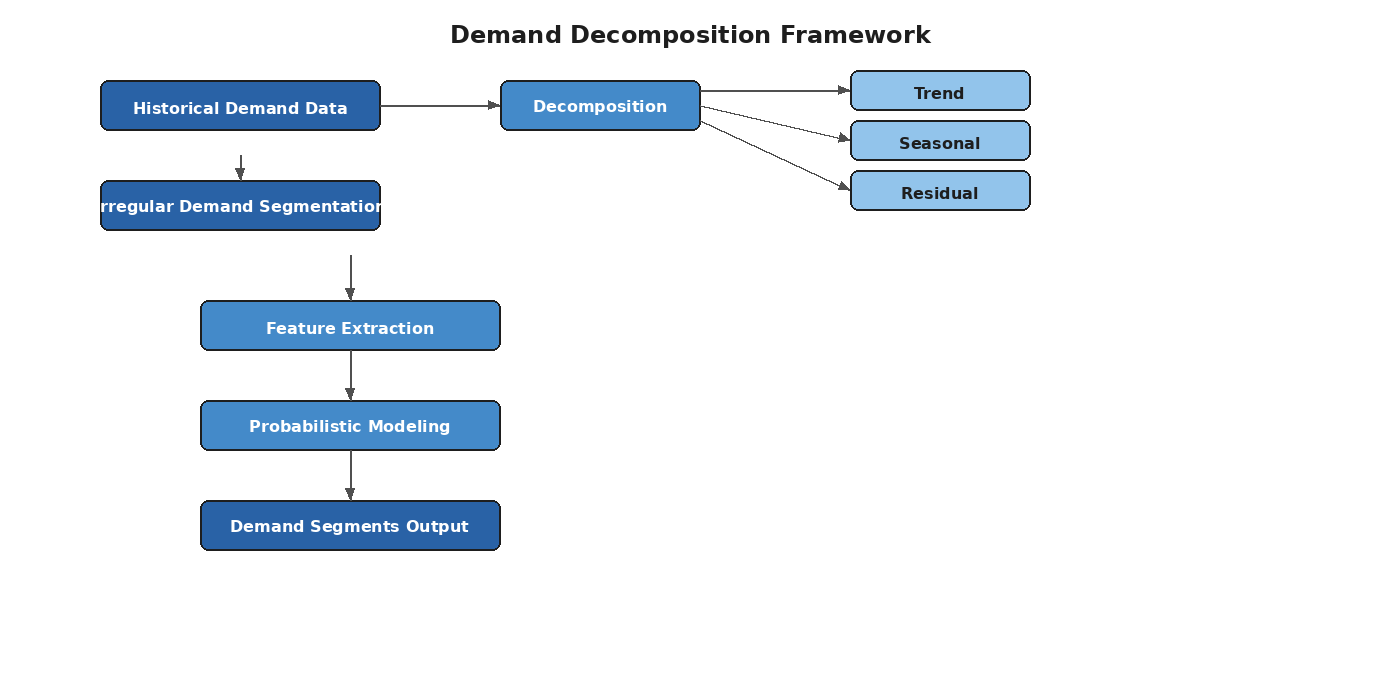 Demand Decomposition Framework
Historical Demand Data
Decomposition
Trend
Seasonal
Residual
rregular Demand Segmentation
Feature Extraction
Probabilistic Modeling
Demand Segments Output